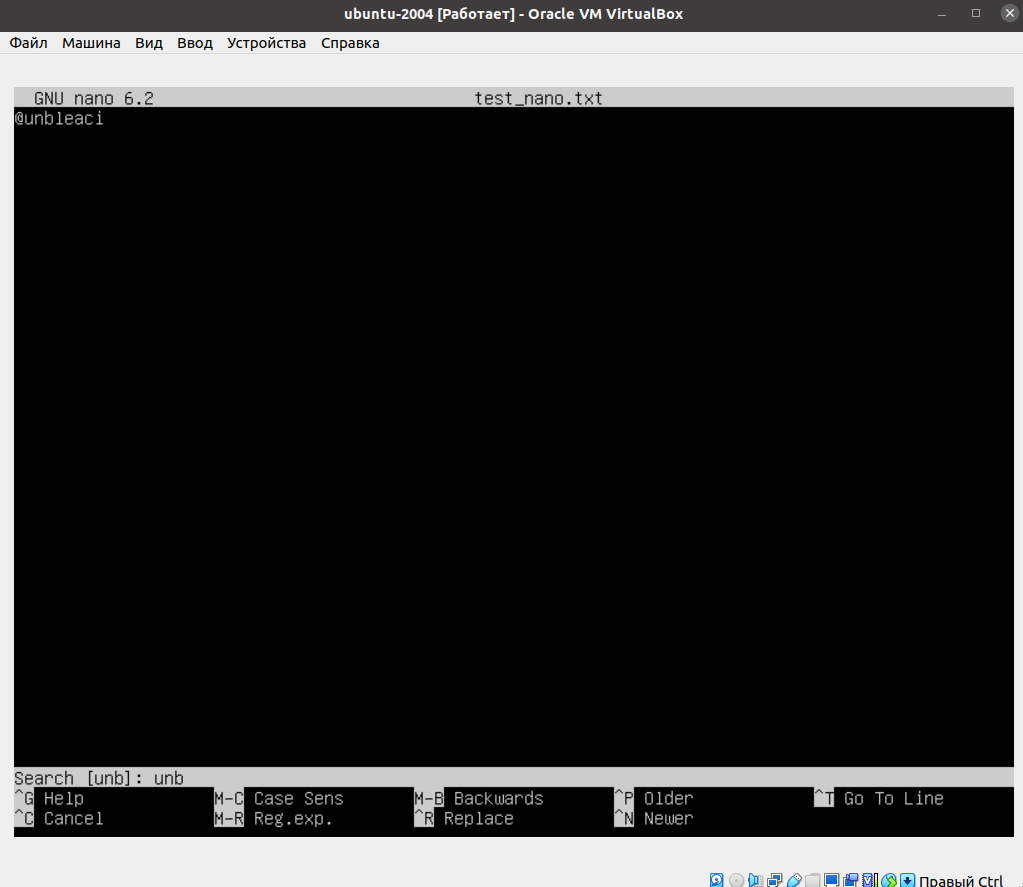 ubuntu-2004 [Работает] - Oracle VM VirtualBox
Файл Машина Вид Ввод Устройства Справка
GNU nano 6.2 test_nano.txt
@unbleaci
Search [unb]: unb
^G Help M-C Case Sens M-B Backwards ^P Older ^T Go To Line
^C Cancel M-R Reg.exp. ^R Replace ^N Newer
Правый Ctrl